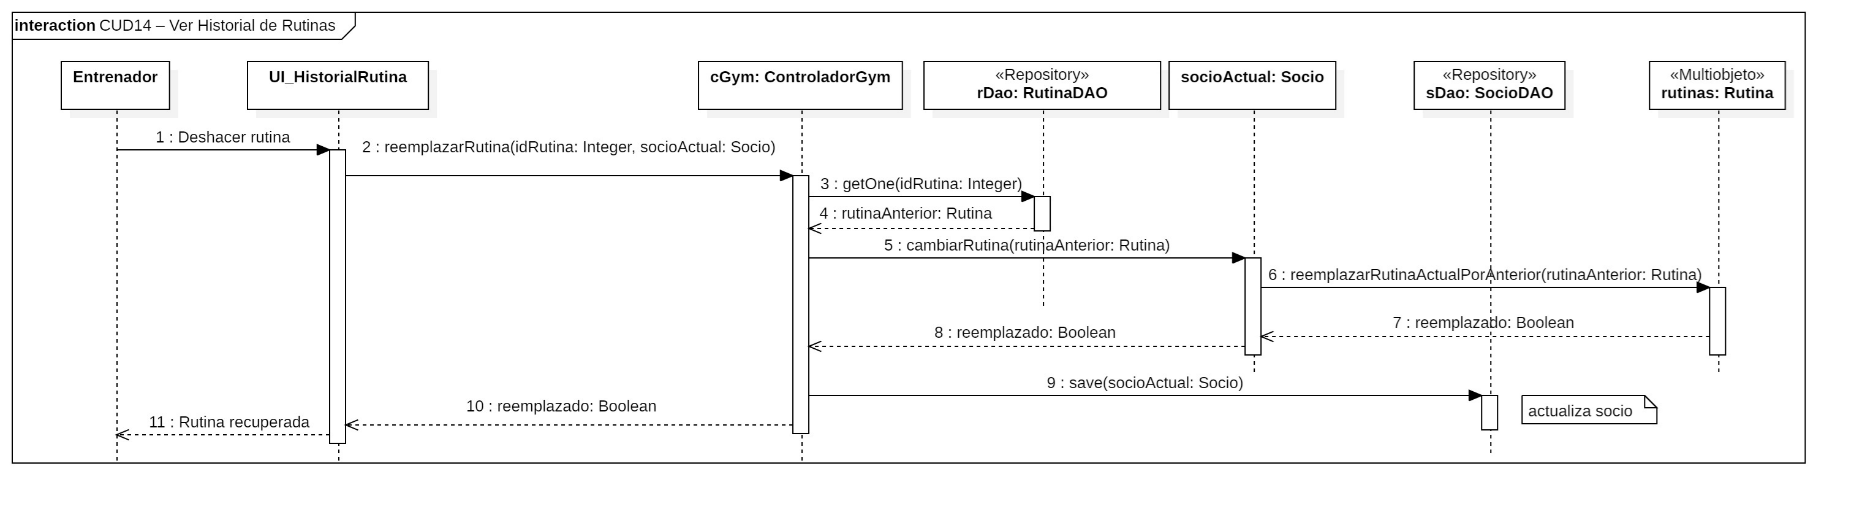 interaction CUD14 – Ver Historial de Rutinas
Entrenador
UI_HistorialRutina
cGym: ControladorGym
«Repository»
rDao: RutinaDAO
socioActual: Socio
«Repository»
sDao: SocioDAO
«Multiobjeto»
rutinas: Rutina
1 : Deshacer rutina
2 : reemplazarRutina(idRutina: Integer, socioActual: Socio)
3 : getOne(idRutina: Integer)
4 : rutinaAnterior: Rutina
5 : cambiarRutina(rutinaAnterior: Rutina)
6 : reemplazarRutinaActualPorAnterior(rutinaAnterior: Rutina)
7 : reemplazado: Boolean
8 : reemplazado: Boolean
9 : save(socioActual: Socio)
10 : reemplazado: Boolean
actualiza socio
11 : Rutina recuperada